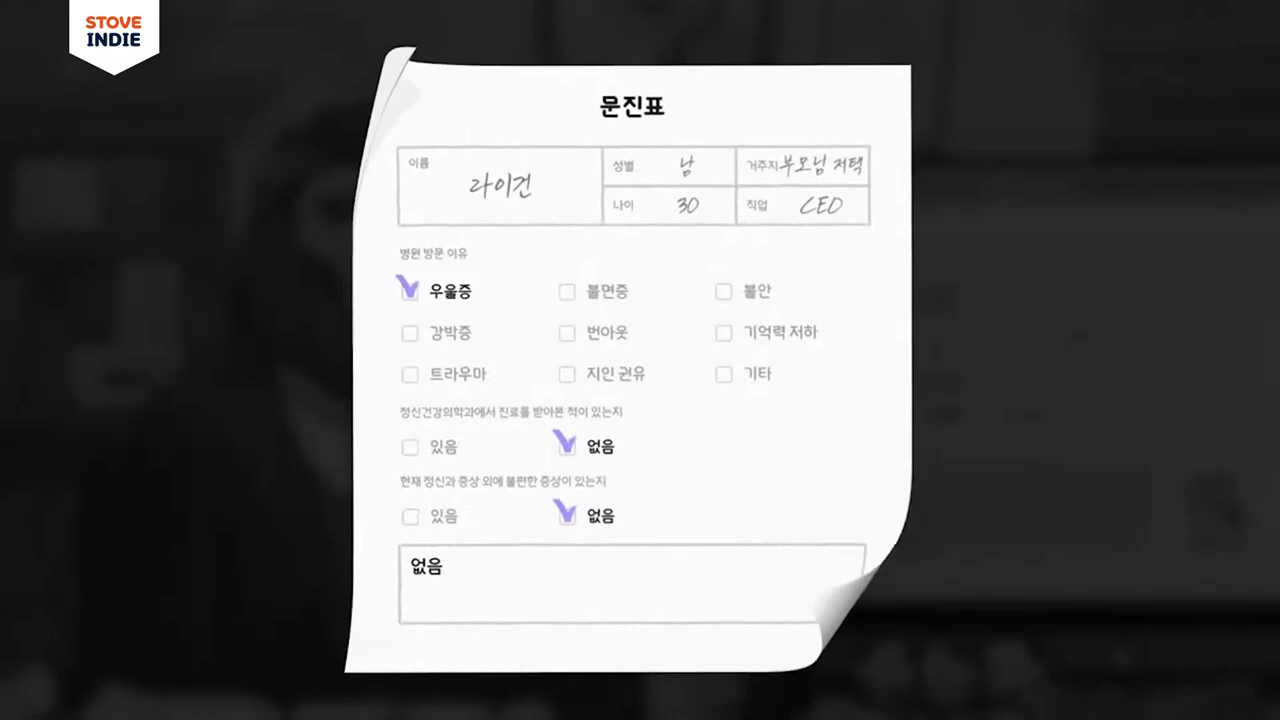 STOVE
INDIE
문진표
이름 라이건
성별 남
거주지 부모님 저택
나이 30
직업 CEO
병원 방문 이유
우울증 불면증 불안
강박증 번아웃 기억력 저하
트라우마 지인 권유 기타
정신건강의학과에서 진료를 받아본 적이 있는지
있음 없음
현재 정신과 증상 외에 불편한 증상이 있는지
있음 없음
없음